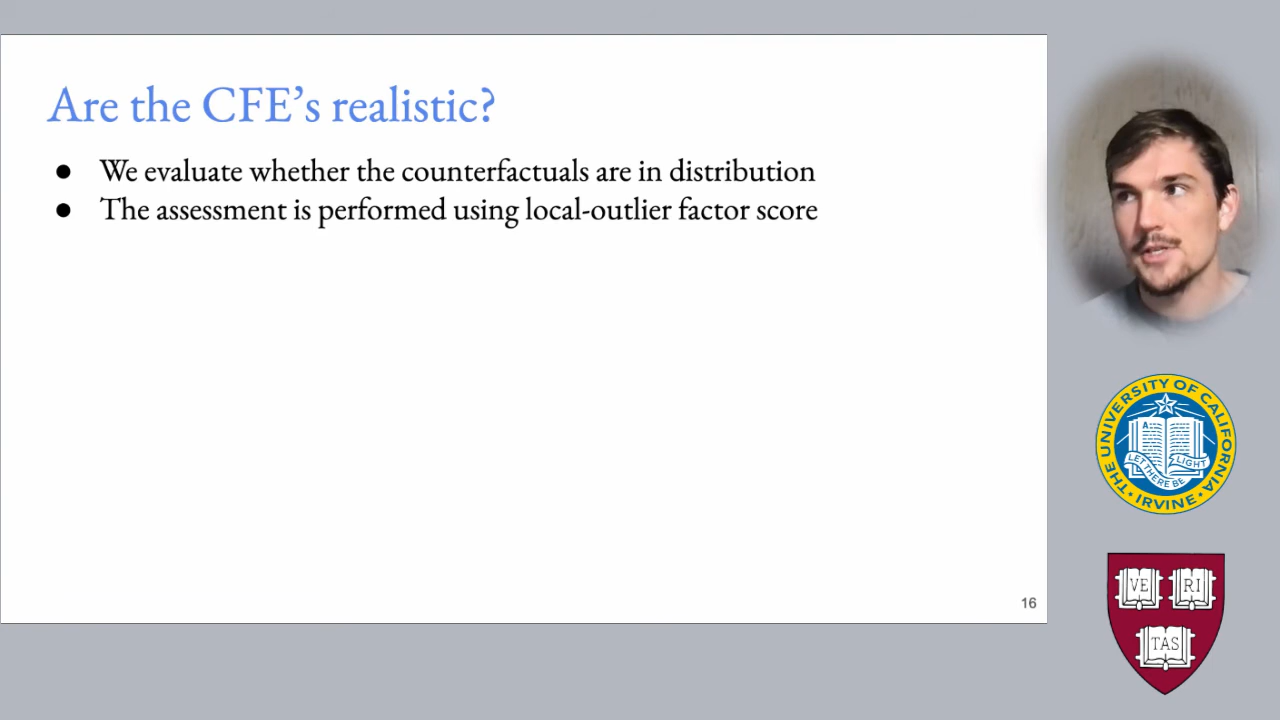 Are the CFE’s realistic?
● We evaluate whether the counterfactuals are in distribution
● The assessment is performed using local-outlier factor score
16
THE UNIVERSITY OF CALIFORNIA • IRVINE •
A
LET THERE BE LIGHT
VE RI
TAS